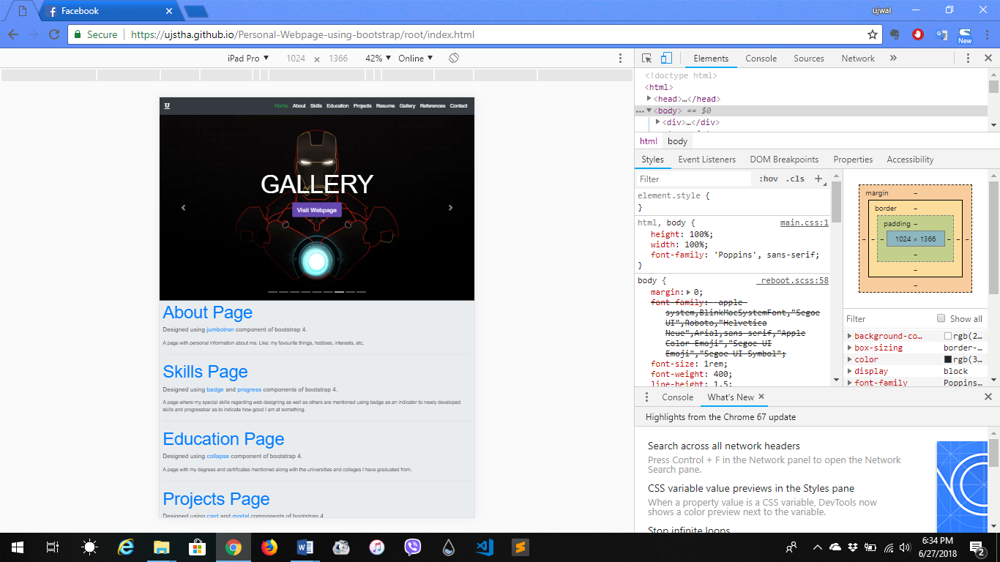 Facebook
ujwal
Secure
https://ujstha.github.io/Personal-Webpage-using-bootstrap/root/index.html
New
iPad Pro ▼ 1024 × 1366 42% ▼ Online ▼
U
Home About Skills Education Projects Resume Gallery References Contact
GALLERY
Visit Webpage
About Page
Designed using jumbotron component of bootstrap 4.
A page with personal information about me. Like: my favourite things, hobbies, interests, etc.
Skills Page
Designed using badge and progress components of bootstrap 4.
A page where my special skills regarding web designing as well as others are mentioned using badge as an indicator to newly developed
skills and progressbar as to indicate how good I am at something.
Education Page
Designed using collapse component of bootstrap 4.
A page with my degrees and certificates mentioned along with the universities and colleges I have graduated from.
Projects Page
Designed using card and modal components of bootstrap 4.
Elements Console Sources Network »
<!doctype html>
<html>
<head>…</head>
…<body> == $0
<div>…</div>
html body
Styles Event Listeners DOM Breakpoints Properties Accessibility
Filter :hov .cls +
element.style {
}
html, body { main.css:1
height: 100%;
width: 100%;
font-family: 'Poppins', sans-serif;
}
body { _reboot.scss:58
margin: 0;
font-family: -apple-
system,BlinkMacSystemFont,"Segoe
UI",Roboto,"Helvetica
Neue",Arial,sans-serif,"Apple
Color Emoji","Segoe UI
Emoji","Segoe UI Symbol";
font-size: 1rem;
font-weight: 400;
line-height: 1.5;
margin –
border –
padding –
– – – 1024 × 1366 – – –
–
–
–
Filter Show all
background-co… rgb(2…
box-sizing border-…
color rgb(3…
display block
font-family Poppins…
Console What's New ×
Highlights from the Chrome 67 update
Search across all network headers
Press Control + F in the Network panel to open the Network
Search pane.
CSS variable value previews in the Styles pane
When a property value is a CSS variable, DevTools now
shows a color preview next to the variable.
Stop infinite loops
6:34 PM
6/27/2018
2